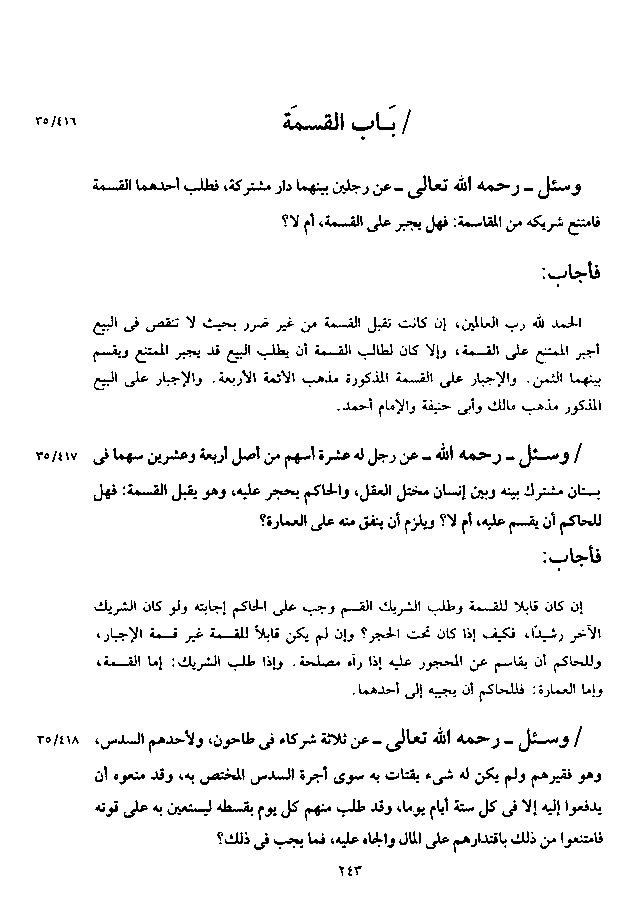 / بَاب القسمَة ٣٥/٤١٦
وسئل ـ رحمه الله تعالى ـ عن رجلين بينهما دار مشتركة، فطلب أحدهما القسمة
فامتنع شريكه من المقاسمة: فهل يجبر على القسمة، أم لا؟
فأجاب:
الحمد لله رب العالمين، إن كانت تقبل القسمة من غير ضرر بحيث لا تنقص فى البيع
أجبر الممتنع على القسمة، وإلا كان لطالب القسمة أن يطلب البيع قد يجبر الممتنع ويقسم
بينهما الثمن. والإجبار على القسمة المذكورة مذهب الأئمة الأربعة. والإجبار على البيع
المذكور مذهب مالك وأبى حنيفة والإمام أحمد.
/ وسئل ـ رحمه الله ـ عن رجل له عشرة أسهم من أصل أربعة وعشرين سهما فى ٣٥/٤١٧
بستان مشترك بينه وبين إنسان مختل العقل، والحاكم يحجر عليه، وهو يقبل القسمة: فهل
للحاكم أن يقسم عليه، أم لا؟ ويلزم أن ينفق منه على العمارة؟
فأجاب:
إن كان قابلا للقسمة وطلب الشريك القسم وجب على الحاكم إجابته ولو كان الشريك
الآخر رشيدًا، فكيف إذا كان تحت الحجر؟ وإن لم يكن قابلاً للقسمة غير قسمة الإجبار،
وللحاكم أن يقاسم عن المحجور عليه إذا رآه مصلحة. وإذا طلب الشريك: إما القسمة،
وإما العمارة: فللحاكم أن يجيبه إلى أحدهما.
/ وسئل ـ رحمه الله تعالى ـ عن ثلاثة شركاء فى طاحون، ولأحدهم السدس، ٣٥/٤١٨
وهو فقيرهم ولم يكن له شىء يقتات به سوى أجرة السدس المختص به، وقد منعوه أن
يدفعوا إليه إلا فى كل ستة أيام يوما، وقد طلب منهم كل يوم بقسطه ليستعين به على قوته
فامتنعوا من ذلك باقتدارهم على المال والجاه عليه، فما يجب فى ذلك؟
٢٤٣